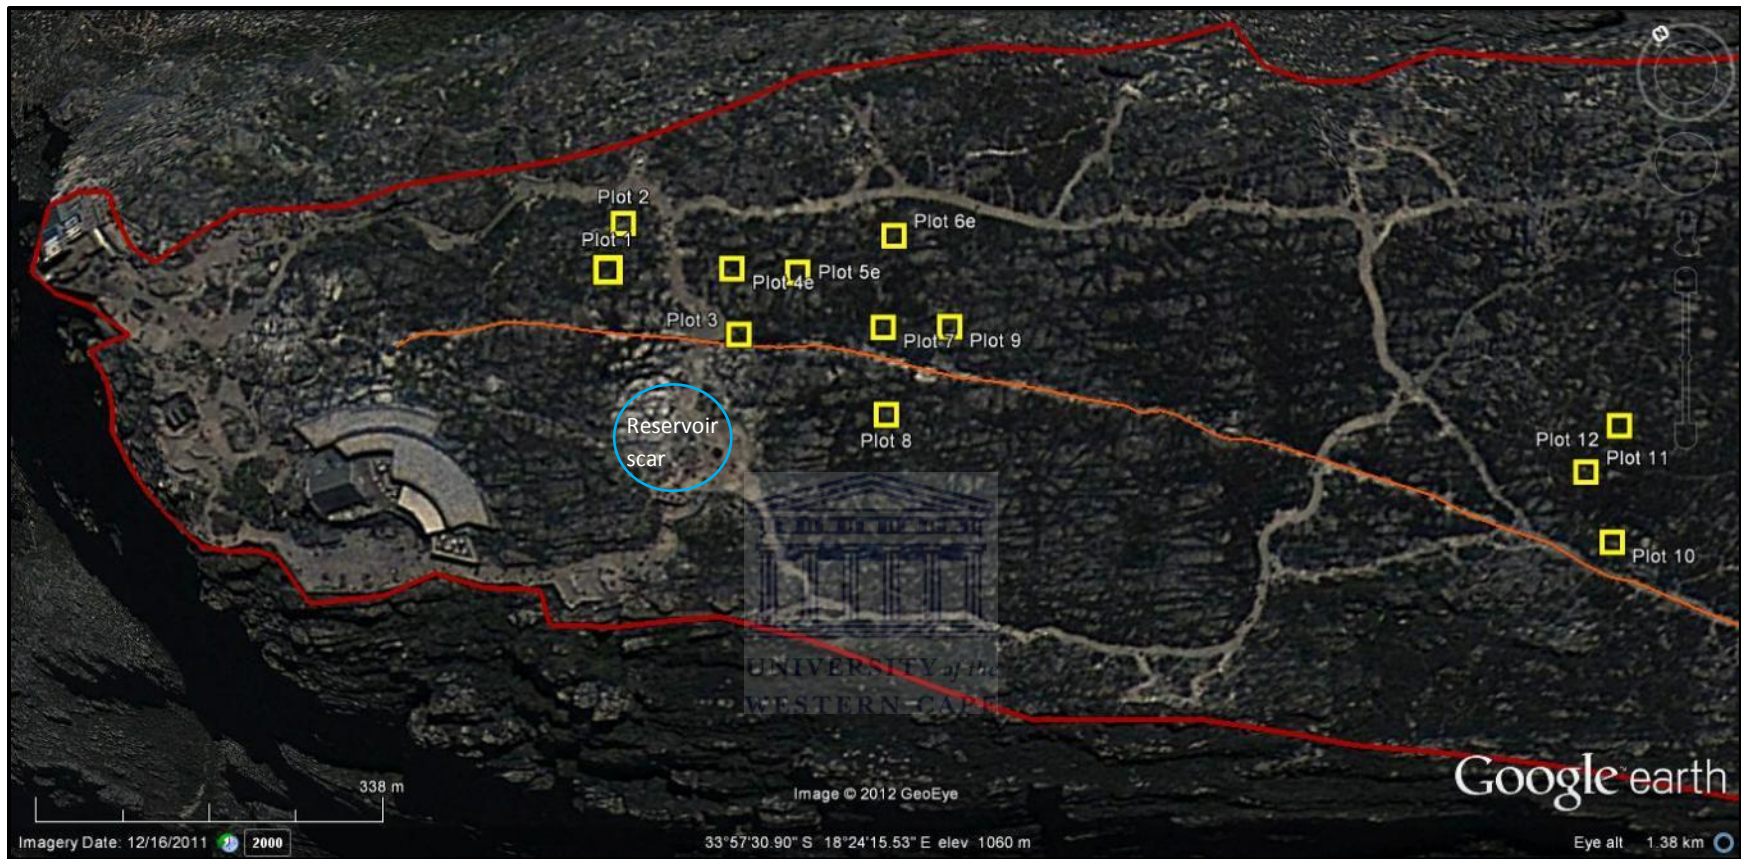 N
Plot 2
Plot 1
Plot 6e
Plot 4e
Plot 5e
Plot 3
Plot 7
Plot 9
Reservoir
scar
Plot 8
Plot 12
Plot 11
Plot 10
UNIVERSITY of the
WESTERN CAPE
Google earth
338 m
Image © 2012 GeoEye
Imagery Date: 12/16/2011
2000
33°57'30.90" S 18°24'15.53" E elev 1060 m
Eye alt 1.38 km